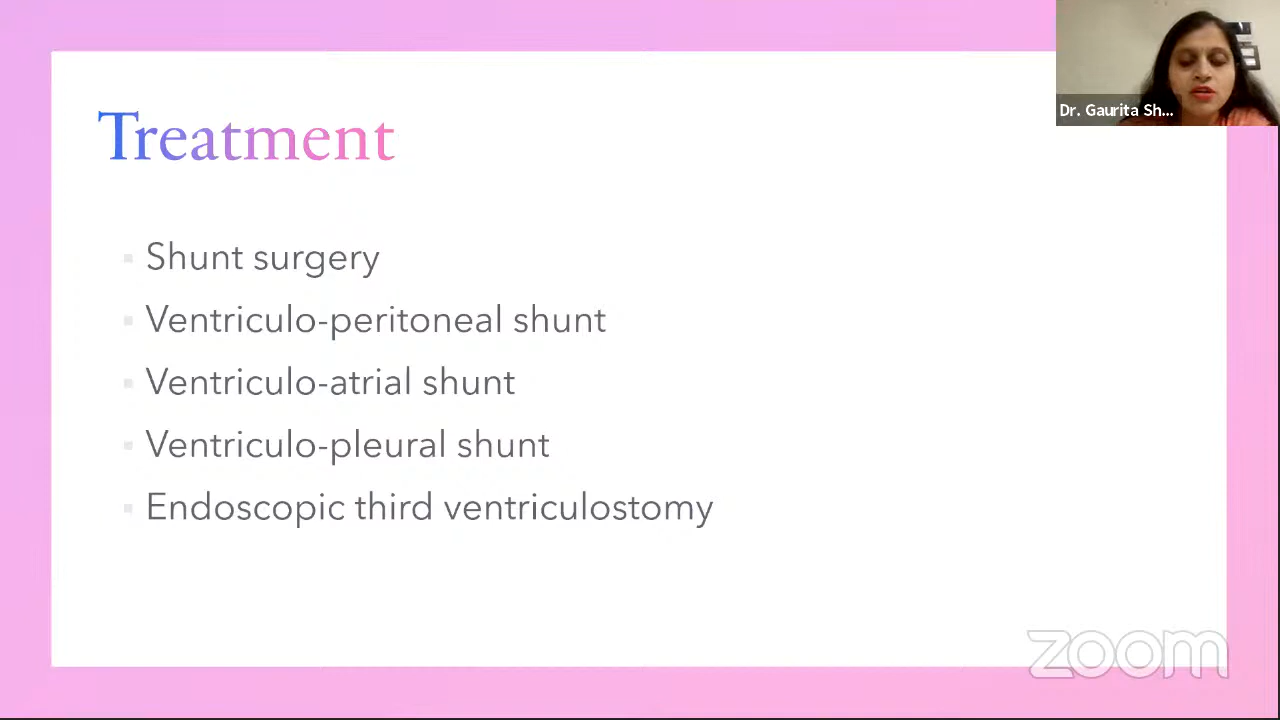 Treatment
Dr. Gaurita Sh...
Shunt surgery
Ventriculo-peritoneal shunt
Ventriculo-atrial shunt
Ventriculo-pleural shunt
Endoscopic third ventriculostomy
zoom